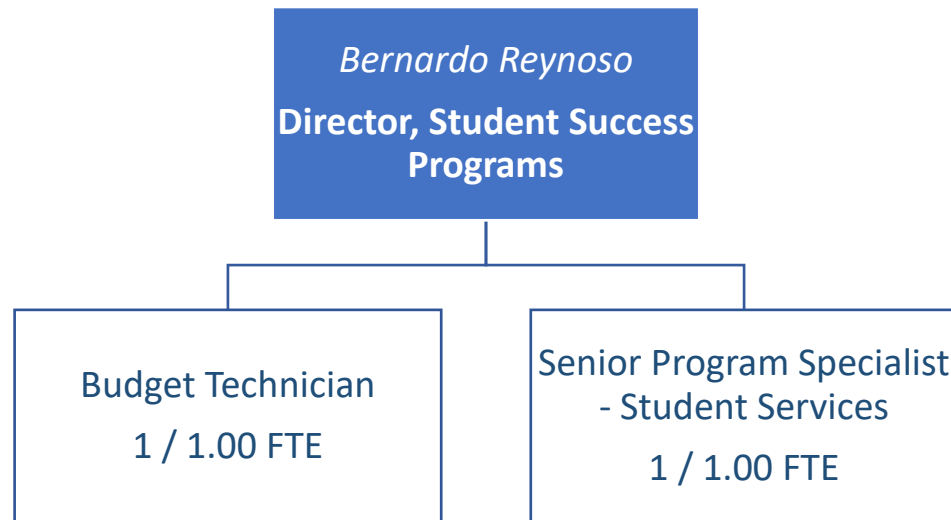 Bernardo Reynoso
Director, Student Success
Programs
Budget Technician
1 / 1.00 FTE
Senior Program Specialist
- Student Services
1 / 1.00 FTE